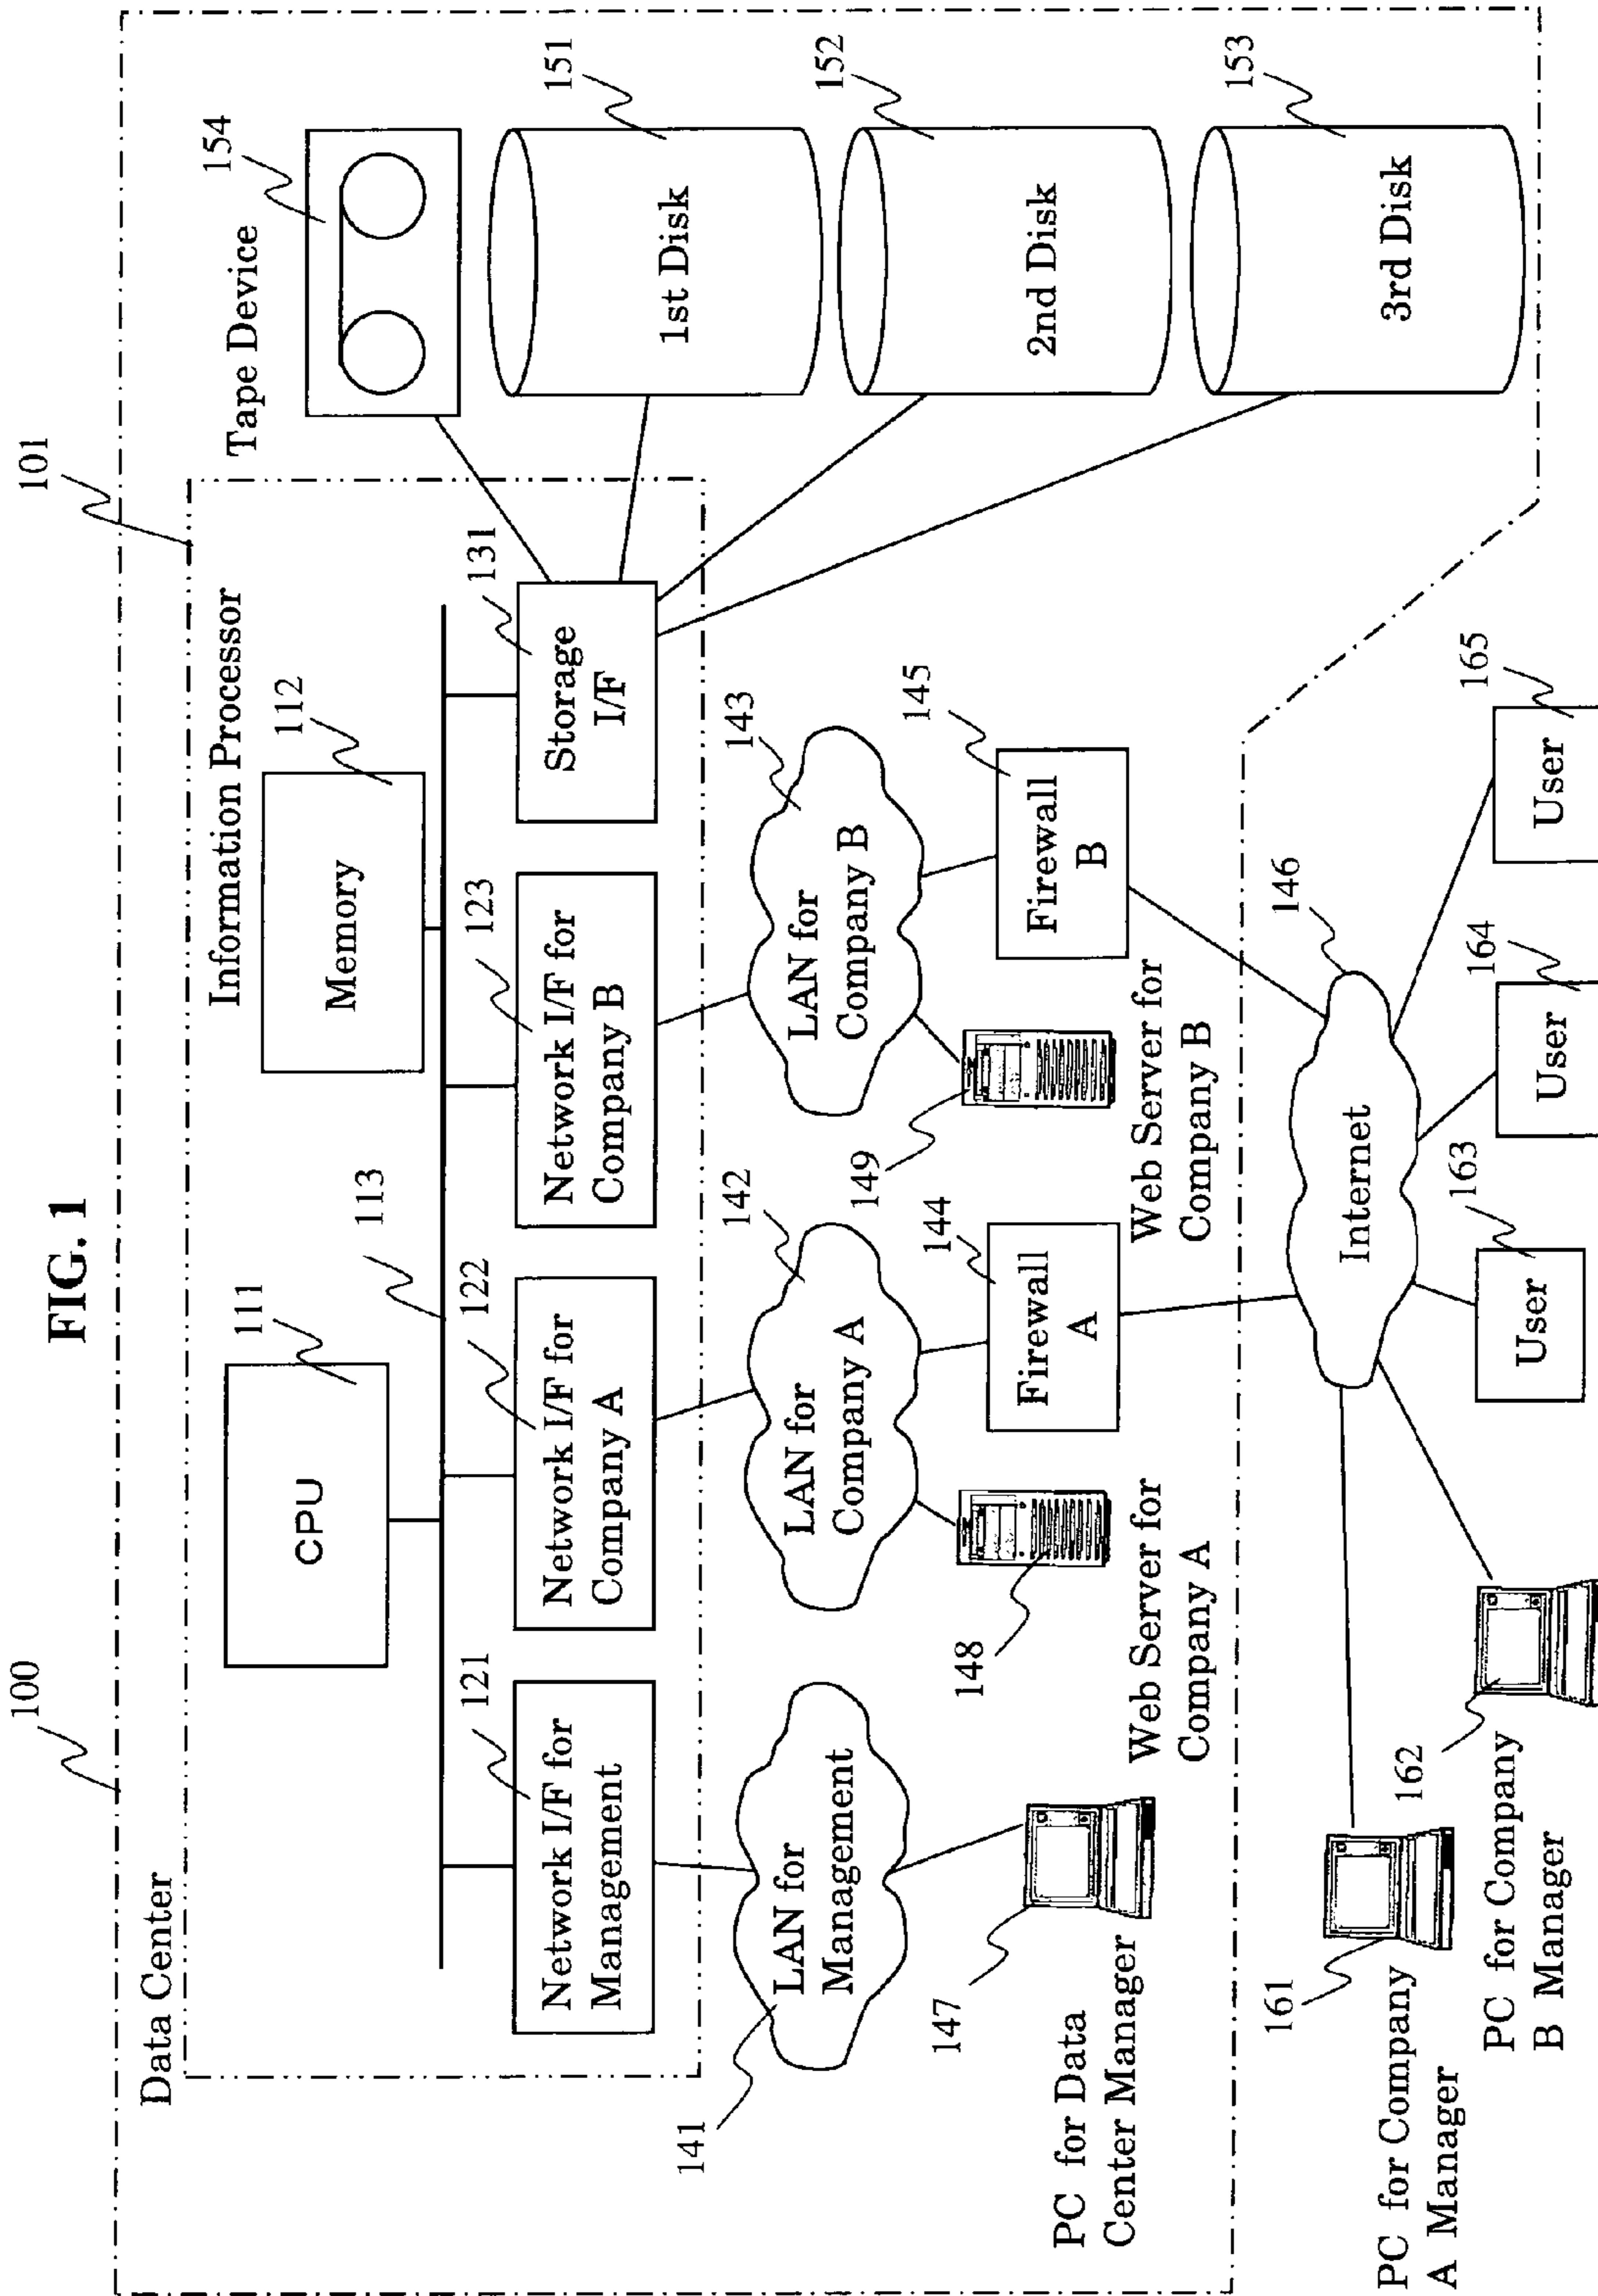 FIG. 1
100
101
Data Center
Information Processor
111
CPU
112
Memory
113
121
Network I/F for
Management
122
Network I/F for
Company A
123
Network I/F for
Company B
131
Storage
I/F
Tape Device
154
151
1st Disk
152
2nd Disk
153
3rd Disk
141
LAN for
Management
142
LAN for
Company A
143
LAN for
Company B
147
PC for Data
Center Manager
148
Web Server for
Company A
144
Firewall
A
149
Web Server for
Company B
145
Firewall
B
146
Internet
161
PC for Company
A Manager
162
PC for Company
B Manager
163
User
164
User
165
User